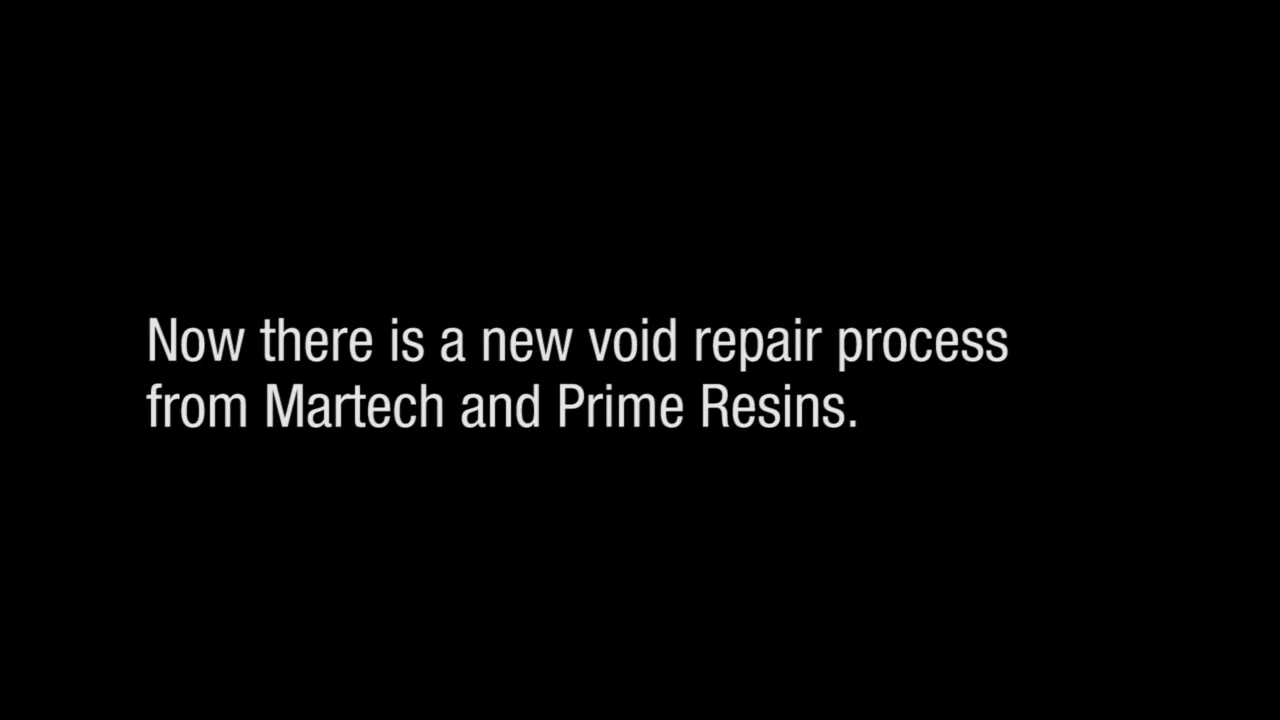 Now there is a new void repair process
from Martech and Prime Resins.